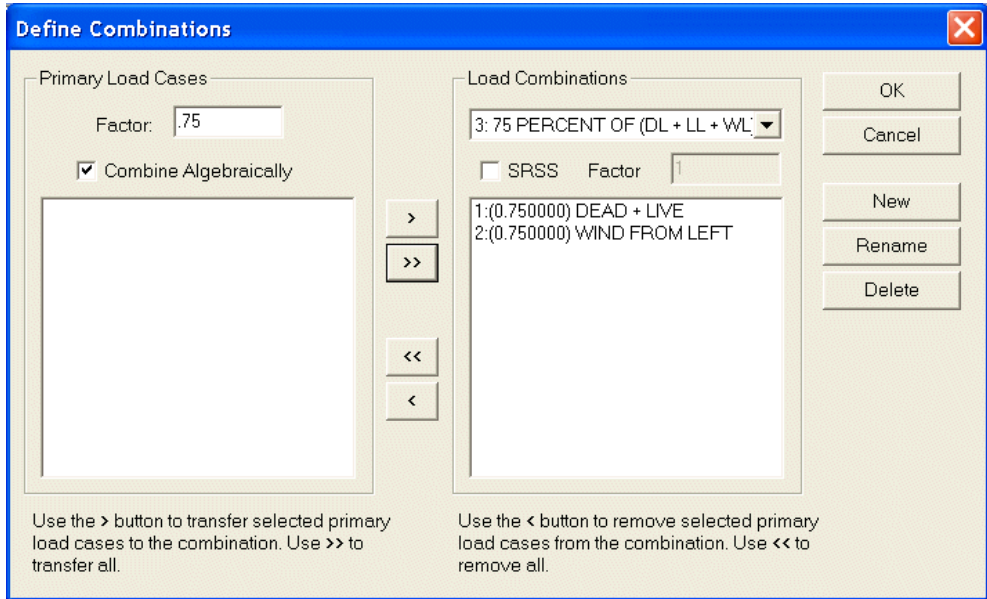 Define Combinations
Primary Load Cases
Factor: .75
Combine Algebraically
>
>>
<<
<
Load Combinations
3: 75 PERCENT OF (DL + LL + WL)
SRSS Factor 1
1:(0.750000) DEAD + LIVE
2:(0.750000) WIND FROM LEFT
OK
Cancel
New
Rename
Delete
Use the > button to transfer selected primary
load cases to the combination. Use >> to
transfer all.
Use the < button to remove selected primary
load cases from the combination. Use << to
remove all.